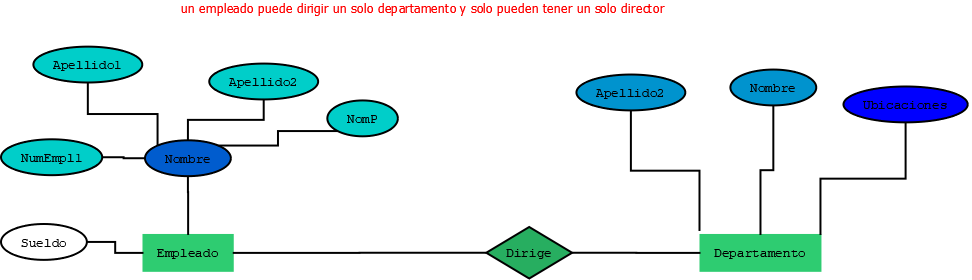 un empleado puede dirigir un solo departamento y solo pueden tener un solo director
Apellido1
Apellido2
NomP
NumEmpl1
Nombre
Sueldo
Empleado
Dirige
Apellido2
Nombre
Ubicaciones
Departamento